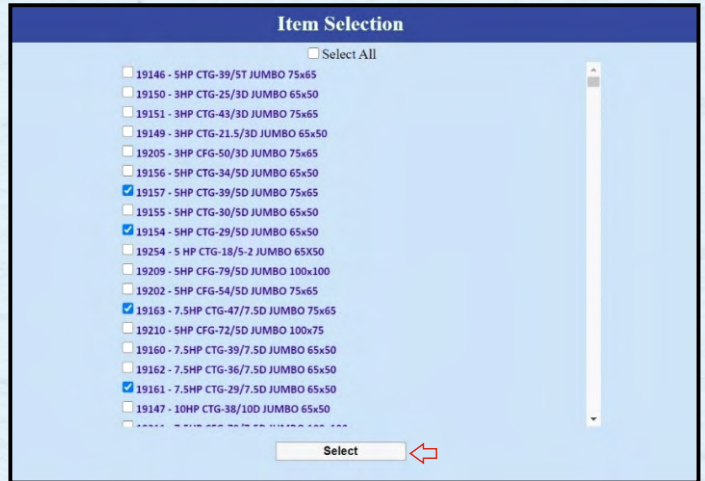 Item Selection
Select All
19146 - 5HP CTG-39/5T JUMBO 75x65
19150 - 3HP CTG-25/3D JUMBO 65x50
19151 - 3HP CTG-43/3D JUMBO 75x65
19149 - 3HP CTG-21.5/3D JUMBO 65x50
19205 - 3HP CFG-50/3D JUMBO 75x65
19156 - 5HP CTG-34/5D JUMBO 65x50
19157 - 5HP CTG-39/5D JUMBO 75x65
19155 - 5HP CTG-30/5D JUMBO 65x50
19154 - 5HP CTG-29/5D JUMBO 65x50
19254 - 5 HP CTG-18/5-2 JUMBO 65X50
19209 - 5HP CFG-79/5D JUMBO 100x100
19202 - 5HP CFG-54/5D JUMBO 75x65
19163 - 7.5HP CTG-47/7.5D JUMBO 75x65
19210 - 5HP CFG-72/5D JUMBO 100x75
19160 - 7.5HP CTG-39/7.5D JUMBO 65x50
19162 - 7.5HP CTG-36/7.5D JUMBO 65x50
19161 - 7.5HP CTG-29/7.5D JUMBO 65x50
19147 - 10HP CTG-38/10D JUMBO 65x50
Select